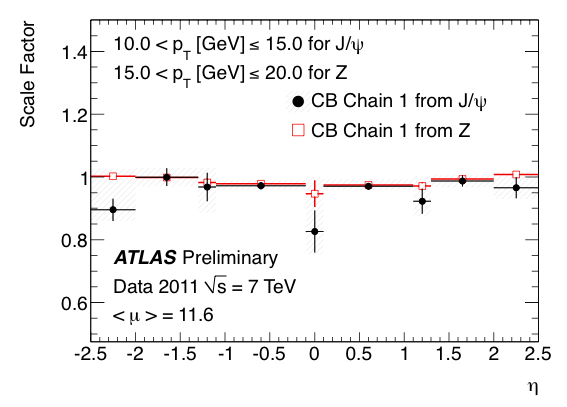 Scale Factor
1.4
1.2
1
0.8
0.6
10.0 < p_T [GeV] ≤ 15.0 for J/ψ
15.0 < p_T [GeV] ≤ 20.0 for Z
CB Chain 1 from J/ψ
CB Chain 1 from Z
ATLAS Preliminary
Data 2011 √s = 7 TeV
< μ > = 11.6
-2.5 -2 -1.5 -1 -0.5 0 0.5 1 1.5 2 2.5
η